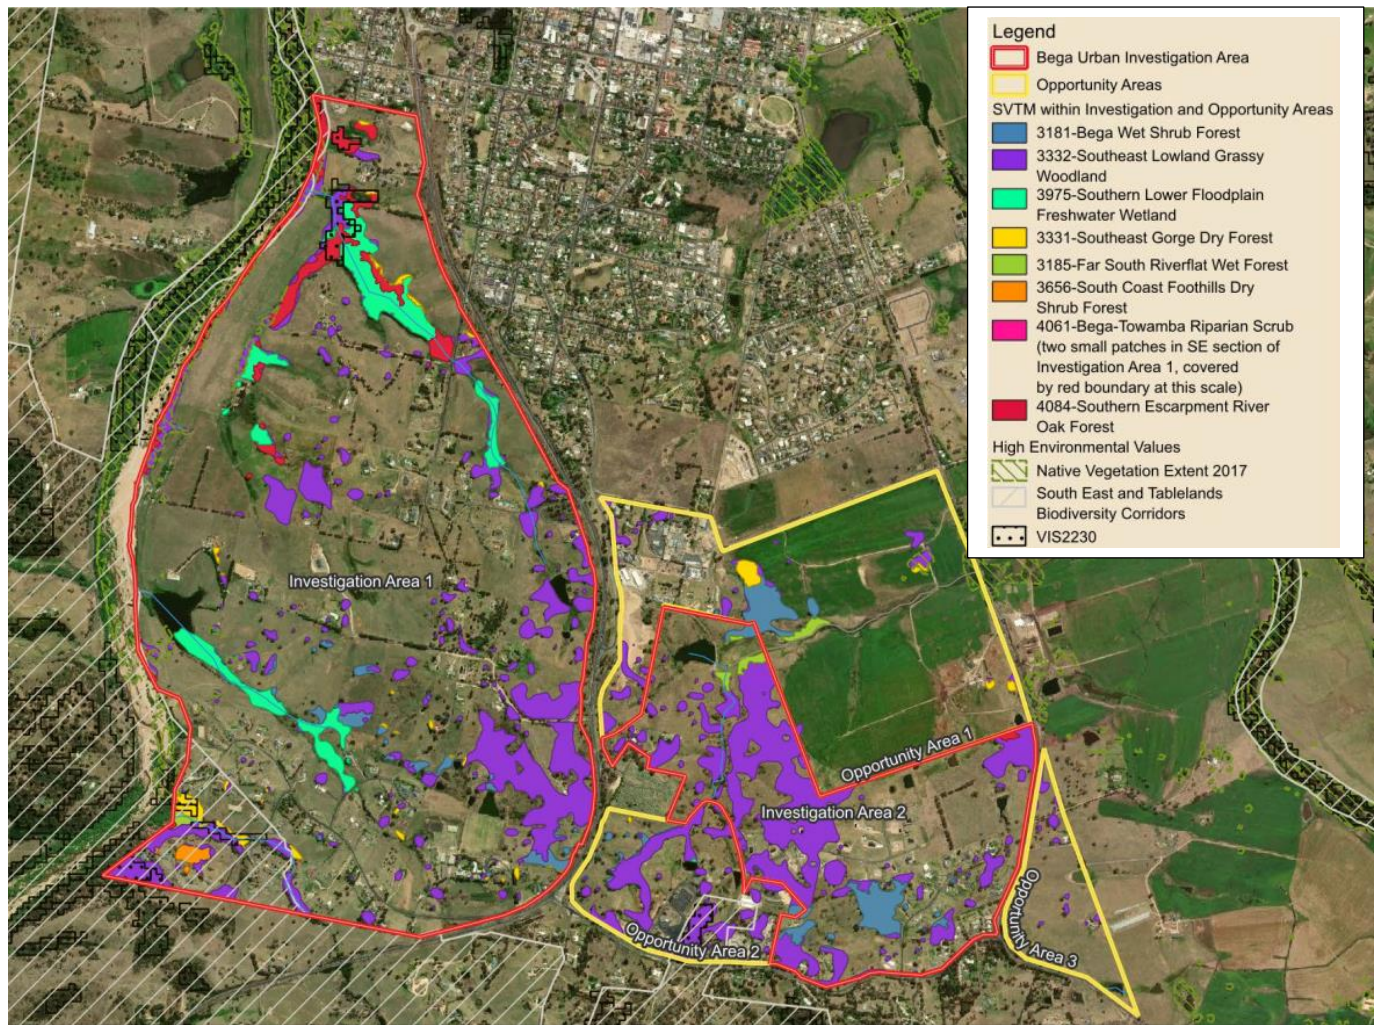 Legend
Bega Urban Investigation Area
Opportunity Areas
SVTM within Investigation and Opportunity Areas
3181-Bega Wet Shrub Forest
3332-Southeast Lowland Grassy
Woodland
3975-Southern Lower Floodplain
Freshwater Wetland
3331-Southeast Gorge Dry Forest
3185-Far South Riverflat Wet Forest
3656-South Coast Foothills Dry
Shrub Forest
4061-Bega-Towamba Riparian Scrub
(two small patches in SE section of
Investigation Area 1, covered
by red boundary at this scale)
4084-Southern Escarpment River
Oak Forest
High Environmental Values
Native Vegetation Extent 2017
South East and Tablelands
Biodiversity Corridors
VIS2230
Investigation Area 1
Opportunity Area 1
Investigation Area 2
Opportunity Area 2
Opportunity Area 3